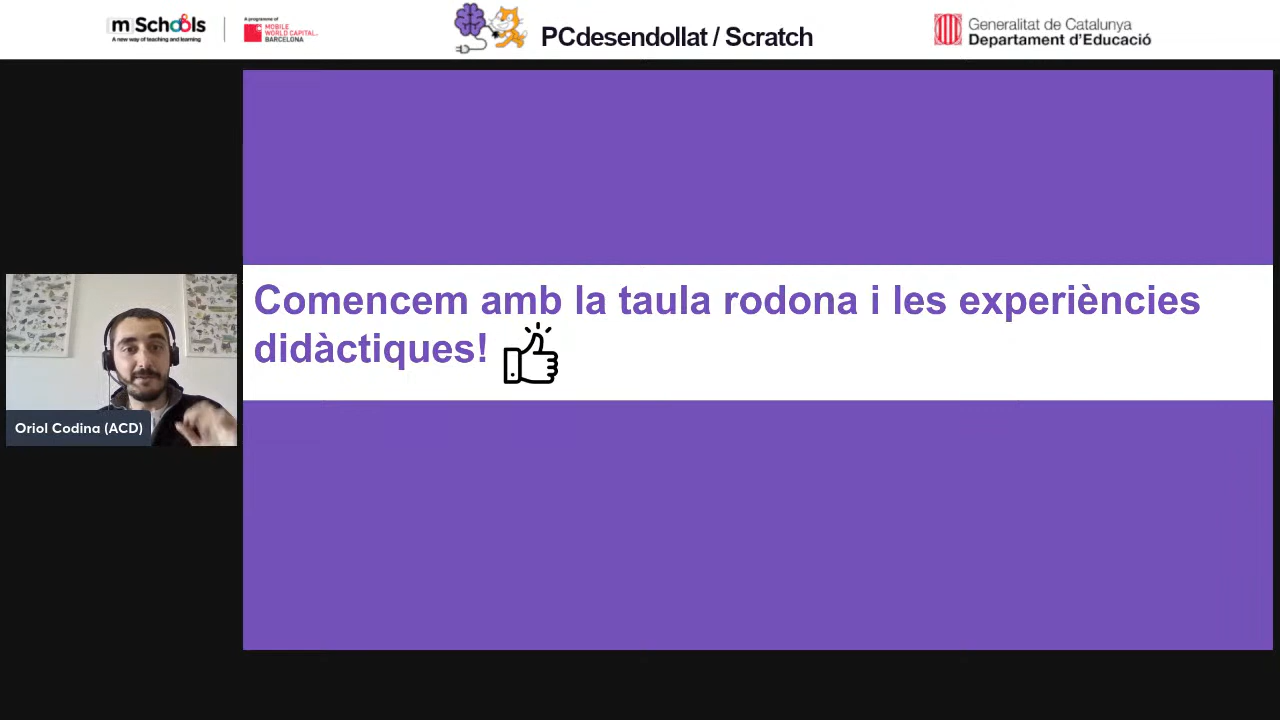 mSchools
A new way of teaching and learning
A programme of
MOBILE
WORLD CAPITAL
BARCELONA
PCdesendollat / Scratch
Generalitat de Catalunya
Departament d'Educació
Comencem amb la taula rodona i les experiències
didàctiques!
Oriol Codina (ACD)